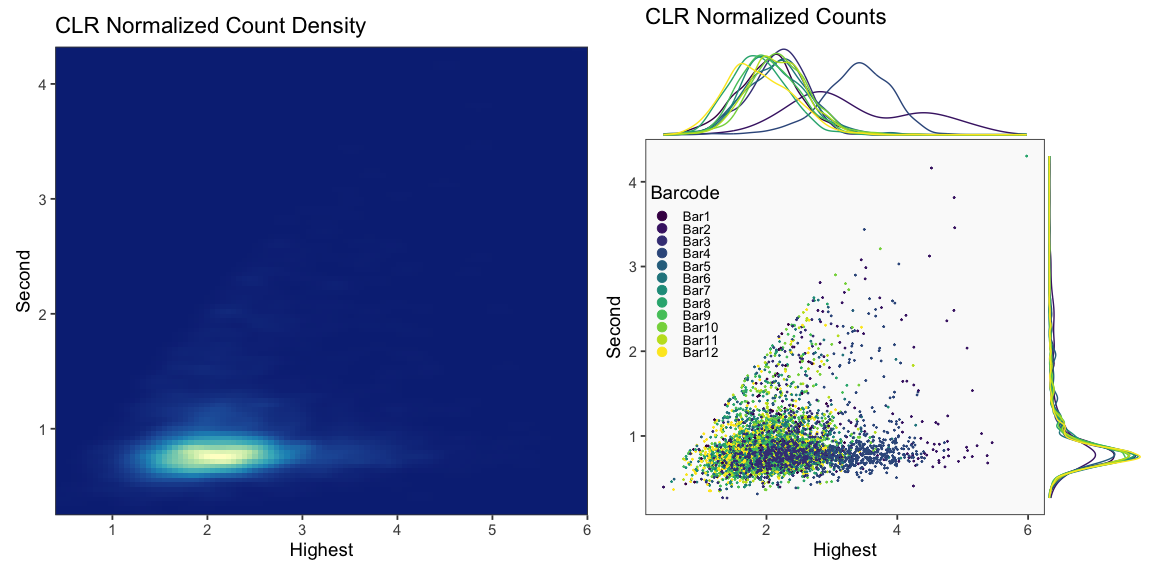 CLR Normalized Count Density
4
3
2
1
Second
1 2 3 4 5 6
Highest
CLR Normalized Counts
4
3
2
1
Second
Barcode
Bar1
Bar2
Bar3
Bar4
Bar5
Bar6
Bar7
Bar8
Bar9
Bar10
Bar11
Bar12
2 4 6
Highest